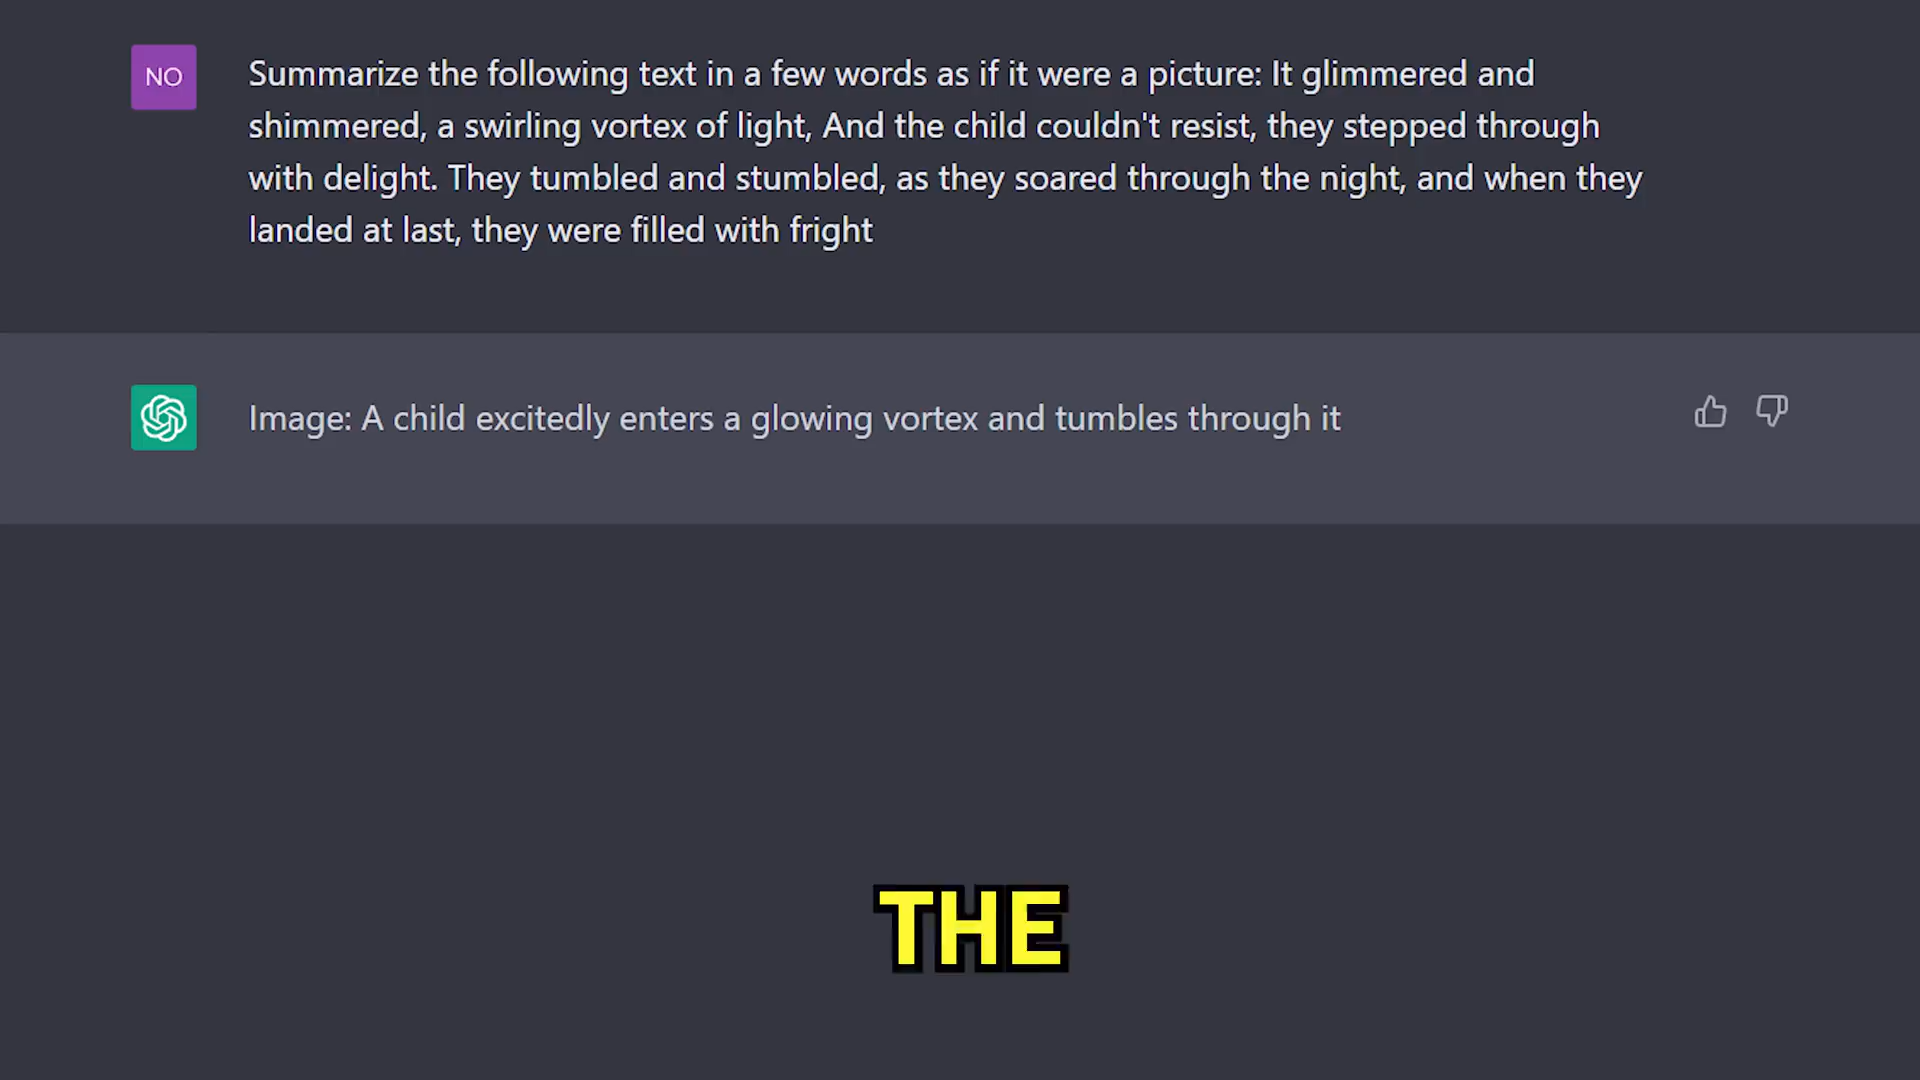 NO
Summarize the following text in a few words as if it were a picture: It glimmered and
shimmered, a swirling vortex of light, And the child couldn't resist, they stepped through
with delight. They tumbled and stumbled, as they soared through the night, and when they
landed at last, they were filled with fright
Image: A child excitedly enters a glowing vortex and tumbles through it
THE